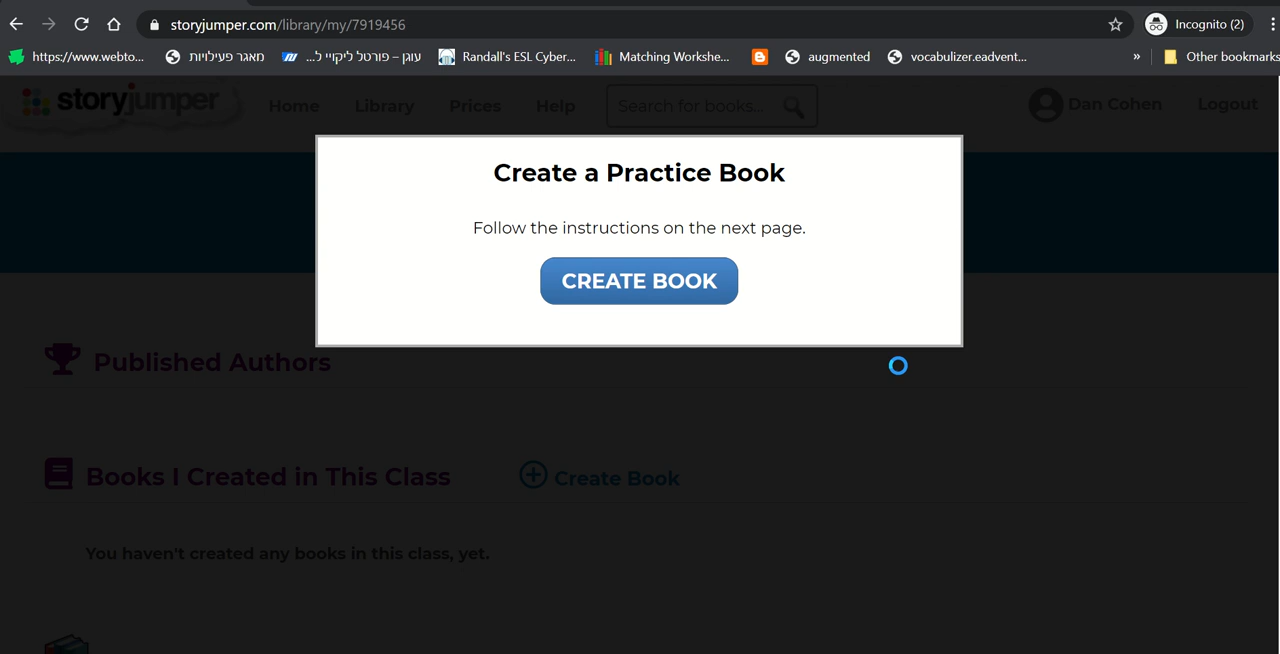 storyjumper.com/library/my/7919456
Incognito (2)
https://www.webto...
מאגר פעילויות
עוגן – פורטל ליקויי ל...
Randall's ESL Cyber...
Matching Workshe...
augmented
vocabulizer.eadvent...
»
Other bookmarks
storyjumper
Home
Library
Prices
Help
Search for books...
Dan Cohen
Logout
Create a Practice Book
Follow the instructions on the next page.
CREATE BOOK
Published Authors
Books I Created in This Class
Create Book
You haven't created any books in this class, yet.